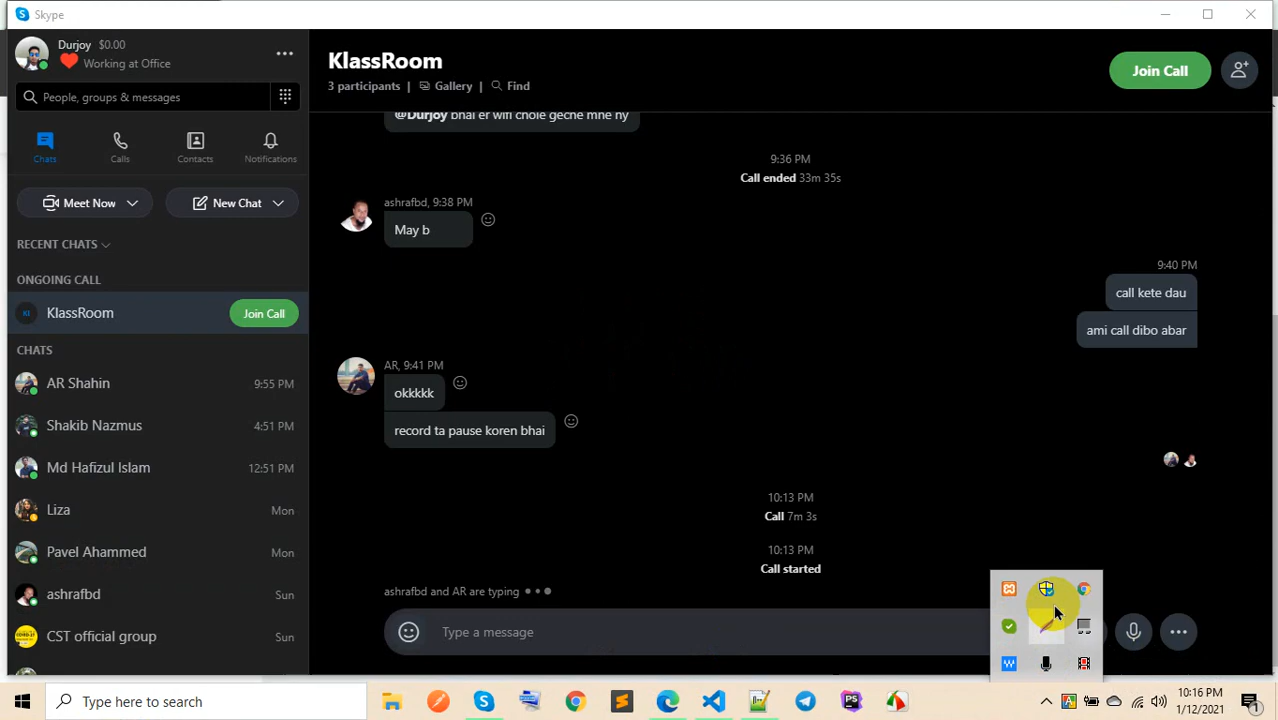 Skype
Durjoy $0.00
Working at Office
People, groups & messages
Chats
Calls
Contacts
Notifications
Meet Now
New Chat
RECENT CHATS
ONGOING CALL
KlassRoom
Join Call
CHATS
AR Shahin 9:55 PM
Shakib Nazmus 4:51 PM
Md Hafizul Islam 12:51 PM
Liza Mon
Pavel Ahammed Mon
ashrafbd Sun
CST official group Sun
KlassRoom
3 participants | Gallery | Find
Join Call
@Durjoy bhai er wifi chole geche mne hy
9:36 PM
Call ended 33m 35s
ashrafbd, 9:38 PM
May b
9:40 PM
call kete dau
ami call dibo abar
AR, 9:41 PM
okkkkk
record ta pause koren bhai
10:13 PM
Call 7m 3s
10:13 PM
Call started
ashrafbd and AR are typing
Type a message
Type here to search
10:16 PM
1/12/2021